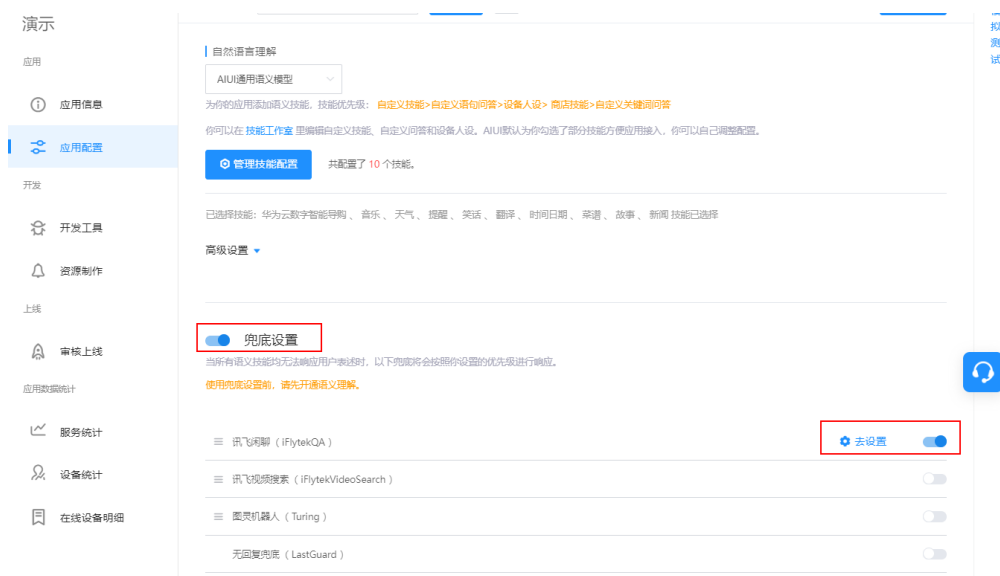 演示
应用
应用信息
应用配置
开发
开发工具
资源制作
上线
审核上线
应用数据统计
服务统计
设备统计
在线设备明细
自然语言理解
AIUI通用语义模型
为你的应用添加语义技能，技能优先级： 自定义技能>自定义语句问答>设备人设> 商店技能>自定义关键词问答
你可以在 技能工作室 里编辑自定义技能、自定义问答和设备人设。AIUI默认为你勾选了部分技能方便应用接入，你可以自己调整配置。
管理技能配置 共配置了 10 个技能。
已选择技能：华为云数字智能导购 、 音乐 、 天气 、 提醒 、 笑话 、 翻译 、 时间日期 、 菜谱 、 故事 、 新闻 技能已选择
高级设置
兜底设置
当所有语义技能均无法响应用户表述时，以下兜底将会按照你设置的优先级进行响应。
使用兜底设置前，请先开通语义理解。
讯飞闲聊（ iFlytekQA ） 去设置
讯飞视频搜索（ iFlytekVideoSearch ）
图灵机器人（ Turing ）
无回复兜底（ LastGuard ）
拟
测
试